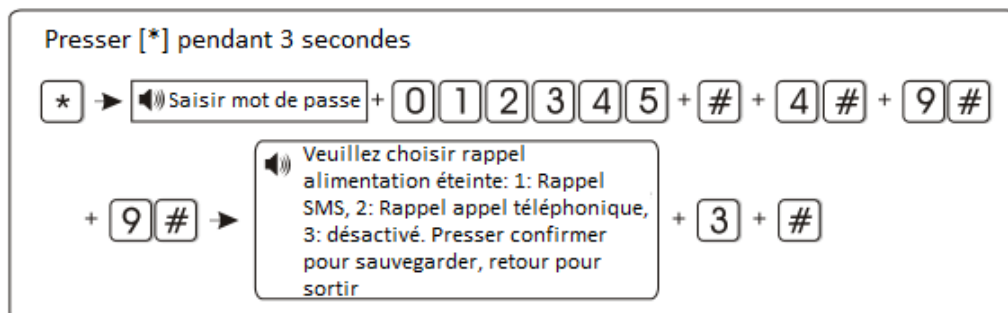 Presser [*] pendant 3 secondes
* Saisir mot de passe + 0 1 2 3 4 5 + # + 4 # + 9 #
+ 9 # Veuillez choisir rappel
alimentation éteinte: 1: Rappel
SMS, 2: Rappel appel téléphonique,
3: désactivé. Presser confirmer
pour sauvegarder, retour pour
sortir
+ 3 + #